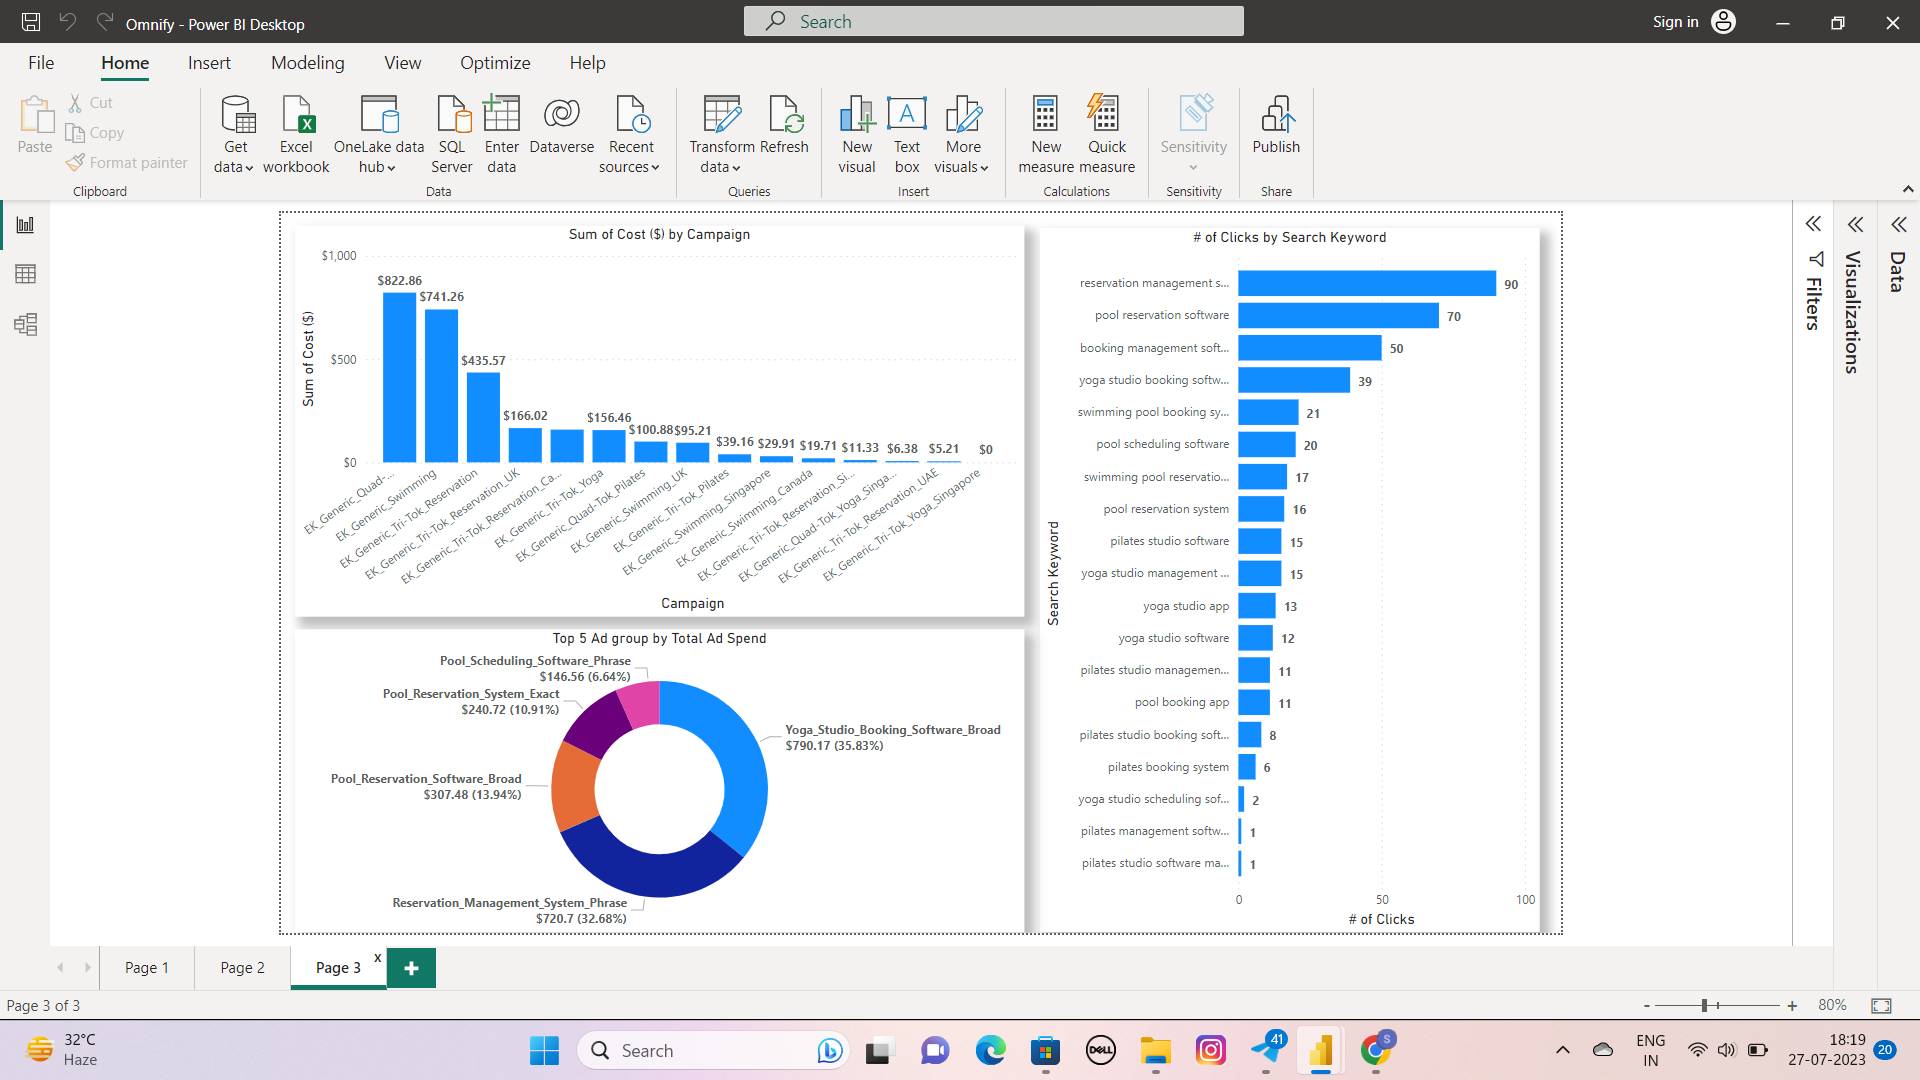 Omnify - Power BI Desktop
Search
Sign in
File
Home
Insert
Modeling
View
Optimize
Help
Paste
Cut
Copy
Format painter
Clipboard
Get data
Excel workbook
OneLake data hub
SQL Server
Enter data
Dataverse
Recent sources
Data
Transform data
Refresh
Queries
New visual
Text box
More visuals
Insert
New measure
Quick measure
Calculations
Sensitivity
Sensitivity
Publish
Share
Sum of Cost ($) by Campaign
Sum of Cost ($)
$1,000
$500
$0
$822.86
$741.26
$435.57
$166.02
$156.46
$100.88
$95.21
$39.16
$29.91
$19.71
$11.33
$6.38
$5.21
$0
EK_Generic_Quad-...
EK_Generic_Swimming
EK_Generic_Tri-Tok_Reservation
EK_Generic_Tri-Tok_Reservation_UK
EK_Generic_Tri-Tok_Reservation_Ca...
EK_Generic_Tri-Tok_Yoga
EK_Generic_Quad-Tok_Pilates
EK_Generic_Swimming_UK
EK_Generic_Tri-Tok_Pilates
EK_Generic_Swimming_Singapore
EK_Generic_Swimming_Canada
EK_Generic_Tri-Tok_Reservation_Si...
EK_Generic_Quad-Tok_Yoga_Singa...
EK_Generic_Tri-Tok_Reservation_UAE
EK_Generic_Tri-Tok_Yoga_Singapore
Campaign
Top 5 Ad group by Total Ad Spend
Pool_Scheduling_Software_Phrase
$146.56 (6.64%)
Pool_Reservation_System_Exact
$240.72 (10.91%)
Yoga_Studio_Booking_Software_Broad
$790.17 (35.83%)
Pool_Reservation_Software_Broad
$307.48 (13.94%)
Reservation_Management_System_Phrase
$720.7 (32.68%)
# of Clicks by Search Keyword
Search Keyword
reservation management s... 90
pool reservation software 70
booking management soft... 50
yoga studio booking softw... 39
swimming pool booking sy... 21
pool scheduling software 20
swimming pool reservatio... 17
pool reservation system 16
pilates studio software 15
yoga studio management ... 15
yoga studio app 13
yoga studio software 12
pilates studio managemen... 11
pool booking app 11
pilates studio booking soft... 8
pilates booking system 6
yoga studio scheduling sof... 2
pilates management softw... 1
pilates studio software ma... 1
0 50 100
# of Clicks
Filters
Visualizations
Data
Page 1
Page 2
Page 3
x
+
Page 3 of 3
- + 80%
32°C
Haze
Search
DELL
41
S
ENG
IN
18:19
27-07-2023
20